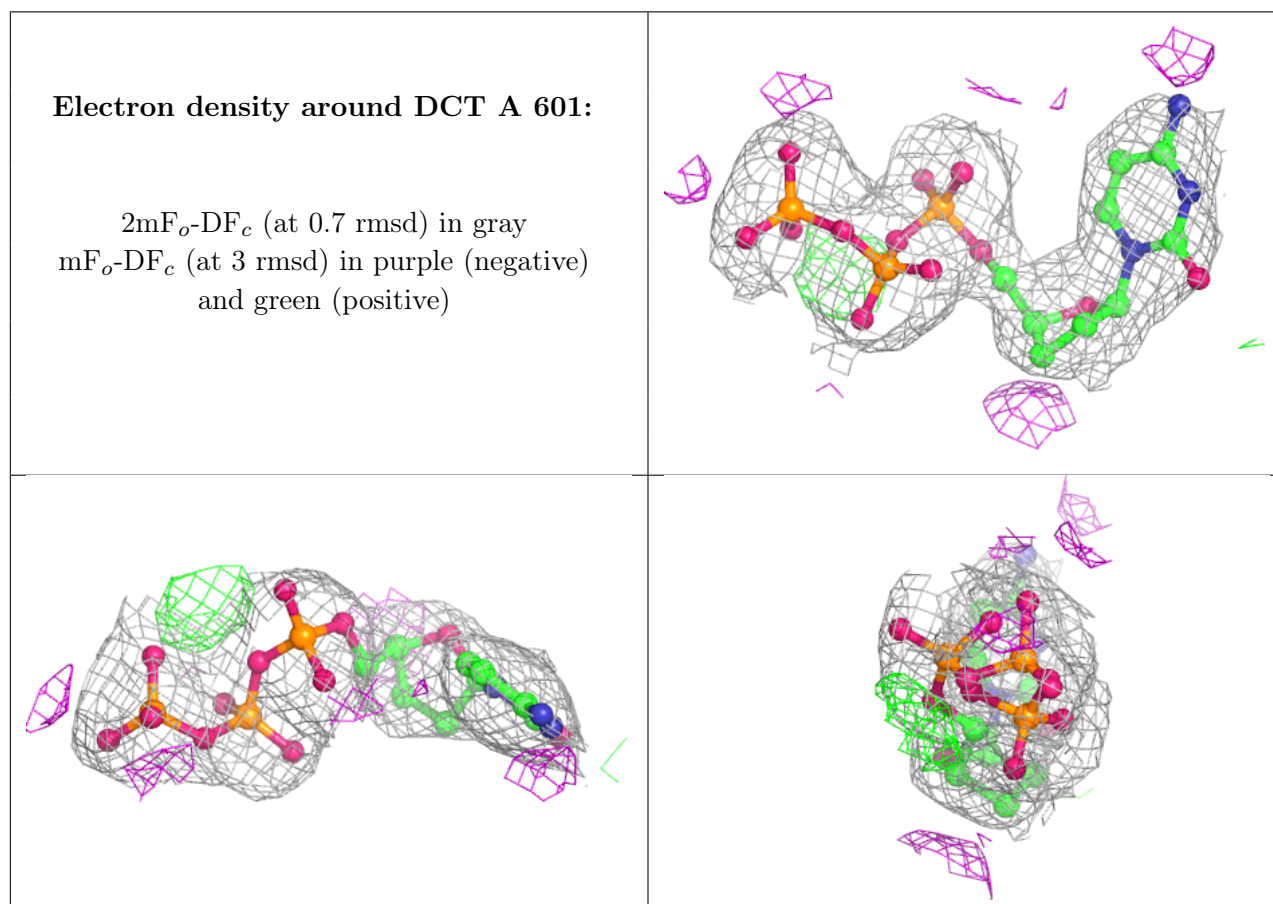 Electron density around DCT A 601:
2mFo-DFc (at 0.7 rmsd) in gray
mFo-DFc (at 3 rmsd) in purple (negative)
and green (positive)